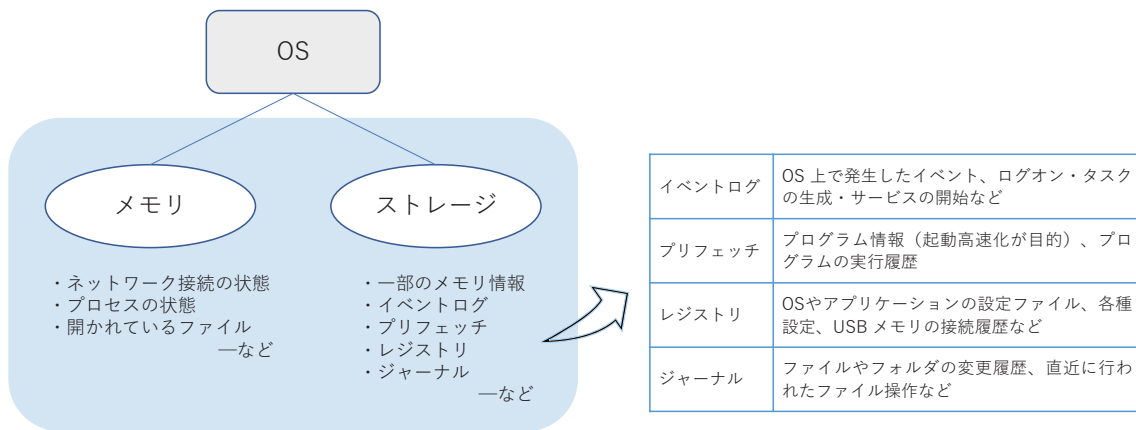 OS
メモリ
ストレージ
・ネットワーク接続の状態
・プロセスの状態
・開かれているファイル
―など
・一部のメモリ情報
・イベントログ
・プリフェッチ
・レジストリ
・ジャーナル
―など
イベントログ
OS 上で発生したイベント、ログオン・タスク
の生成・サービスの開始など
プリフェッチ
プログラム情報（起動高速化が目的）、プロ
グラムの実行履歴
レジストリ
OSやアプリケーションの設定ファイル、各種
設定、USB メモリの接続履歴など
ジャーナル
ファイルやフォルダの変更履歴、直近に行わ
れたファイル操作など